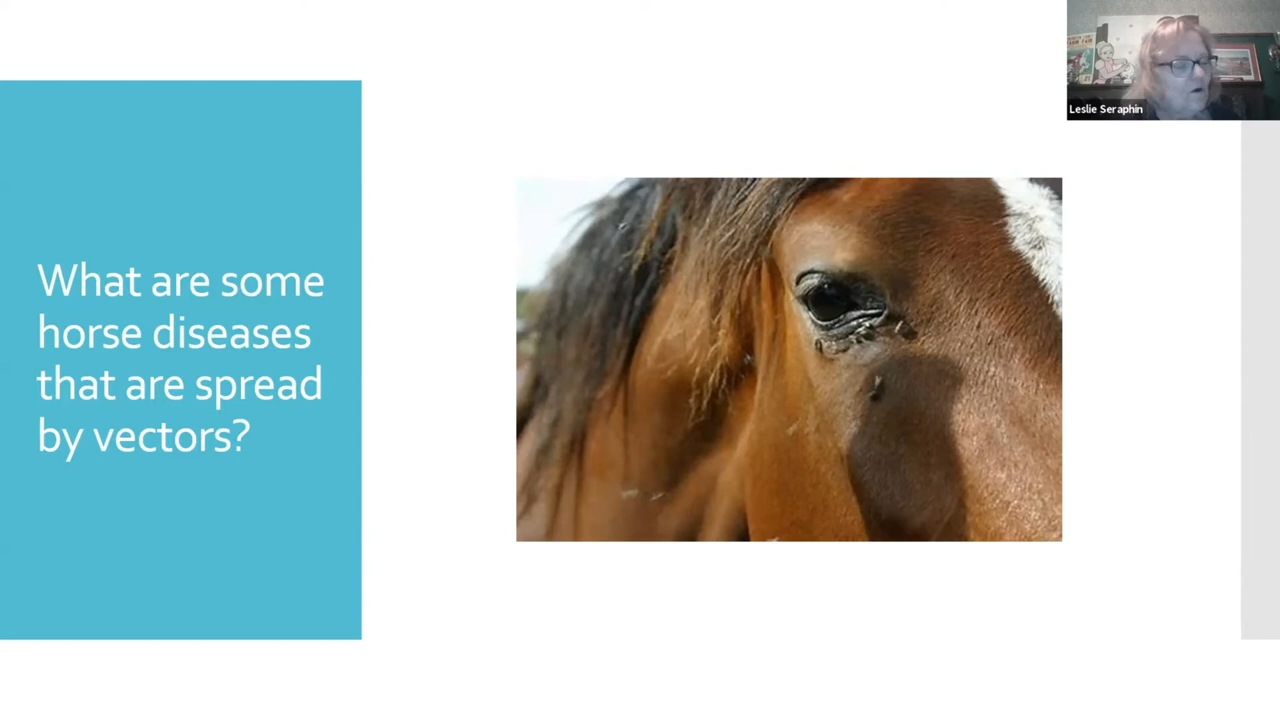 Leslie Seraphin
What are some
horse diseases
that are spread
by vectors?